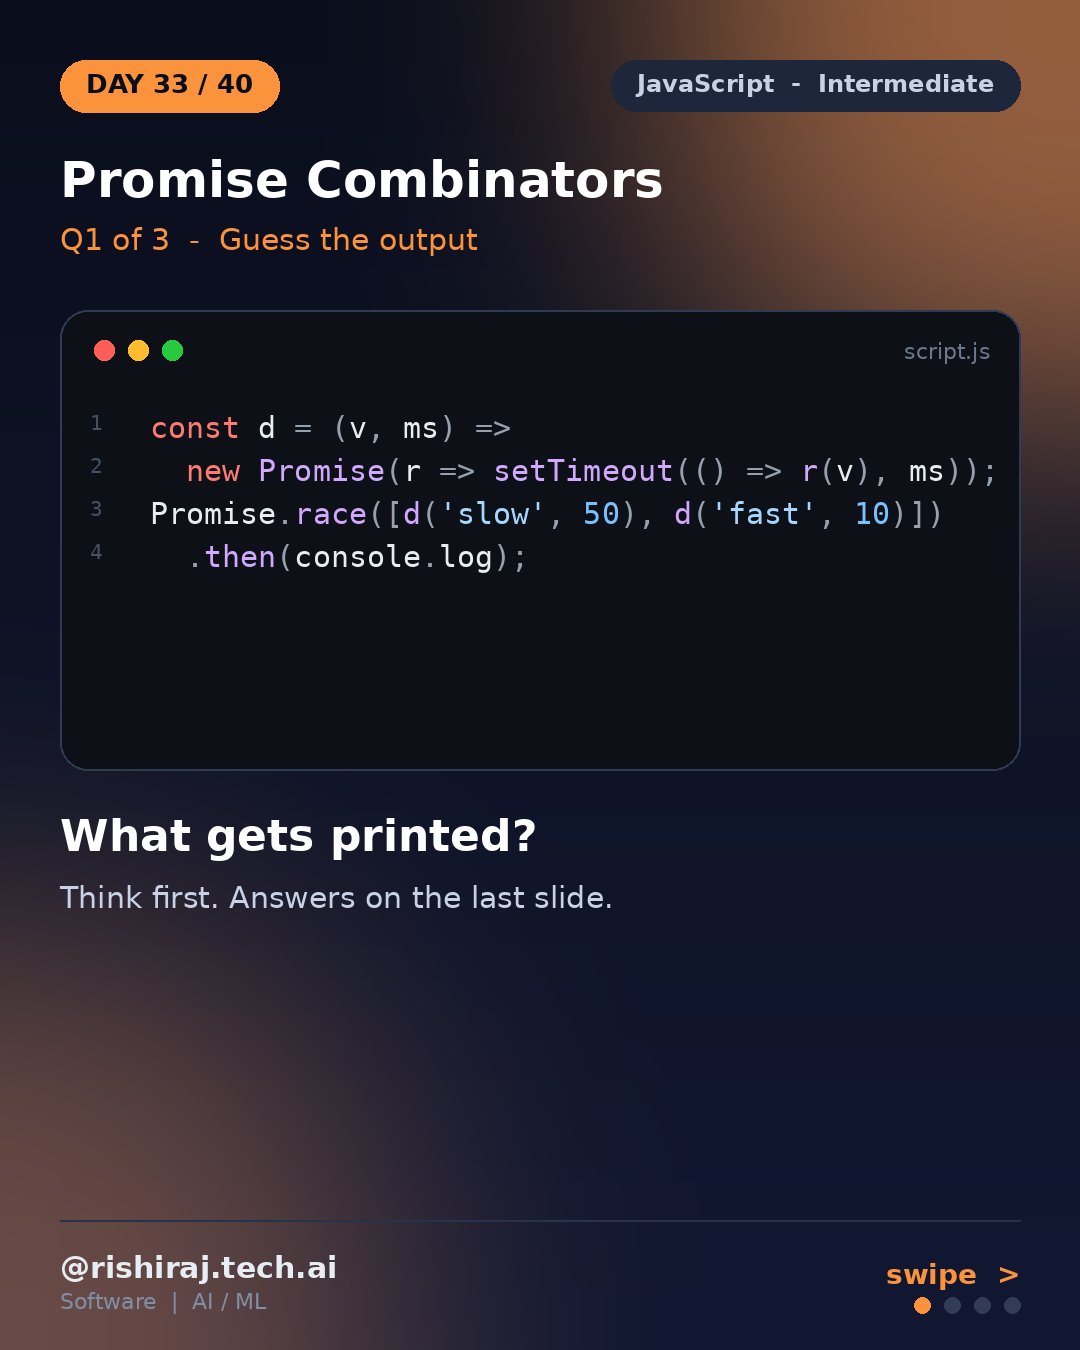 DAY 33 / 40
JavaScript - Intermediate
Promise Combinators
Q1 of 3 - Guess the output
script.js
1 const d = (v, ms) =>
2   new Promise(r => setTimeout(() => r(v), ms));
3 Promise.race([d('slow', 50), d('fast', 10)])
4   .then(console.log);
What gets printed?
Think first. Answers on the last slide.
@rishiraj.tech.ai
Software | AI / ML
swipe >